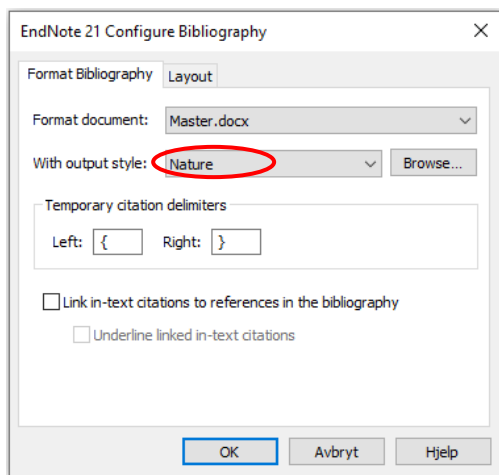 EndNote 21 Configure Bibliography
Format Bibliography Layout
Format document: Master.docx
With output style: Nature Browse...
Temporary citation delimiters
Left: { Right: }
Link in-text citations to references in the bibliography
Underline linked in-text citations
OK Avbryt Hjelp